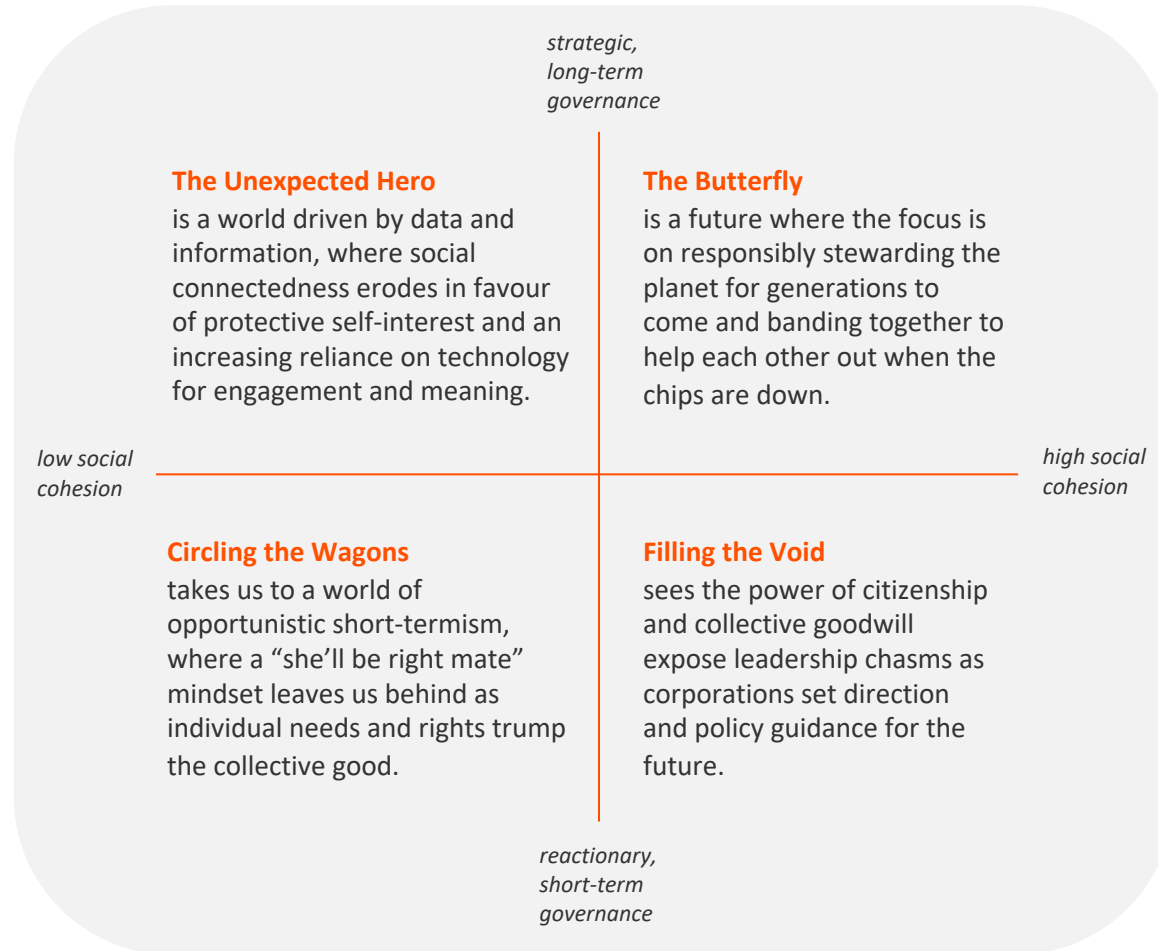 strategic,
long-term
governance
The Unexpected Hero
is a world driven by data and
information, where social
connectedness erodes in favour
of protective self-interest and an
increasing reliance on technology
for engagement and meaning.
The Butterfly
is a future where the focus is
on responsibly stewarding the
planet for generations to
come and banding together to
help each other out when the
chips are down.
low social
cohesion
high social
cohesion
Circling the Wagons
takes us to a world of
opportunistic short-termism,
where a “she’ll be right mate”
mindset leaves us behind as
individual needs and rights trump
the collective good.
Filling the Void
sees the power of citizenship
and collective goodwill
expose leadership chasms as
corporations set direction
and policy guidance for the
future.
reactionary,
short-term
governance